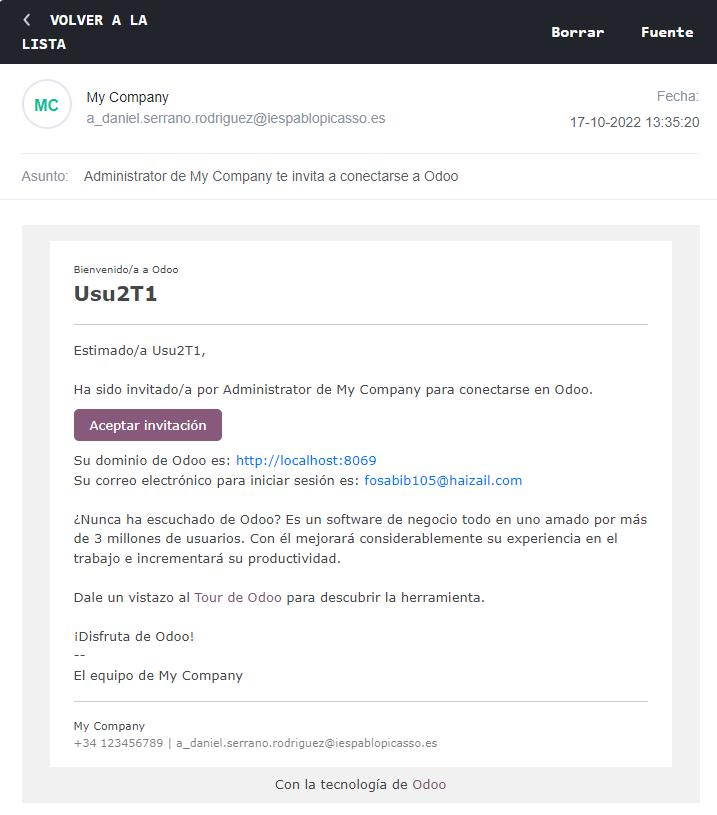 VOLVER A LA
LISTA
Borrar
Fuente
MC
My Company
a_daniel.serrano.rodriguez@iespablopicasso.es
Fecha:
17-10-2022 13:35:20
Asunto: Administrator de My Company te invita a conectarse a Odoo
Bienvenido/a a Odoo
Usu2T1
Estimado/a Usu2T1,
Ha sido invitado/a por Administrator de My Company para conectarse en Odoo.
Aceptar invitación
Su dominio de Odoo es: http://localhost:8069
Su correo electrónico para iniciar sesión es: fosabib105@haizail.com
¿Nunca ha escuchado de Odoo? Es un software de negocio todo en uno amado por más
de 3 millones de usuarios. Con él mejorará considerablemente su experiencia en el
trabajo e incrementará su productividad.
Dale un vistazo al Tour de Odoo para descubrir la herramienta.
¡Disfruta de Odoo!
--
El equipo de My Company
My Company
+34 123456789 | a_daniel.serrano.rodriguez@iespablopicasso.es
Con la tecnología de Odoo